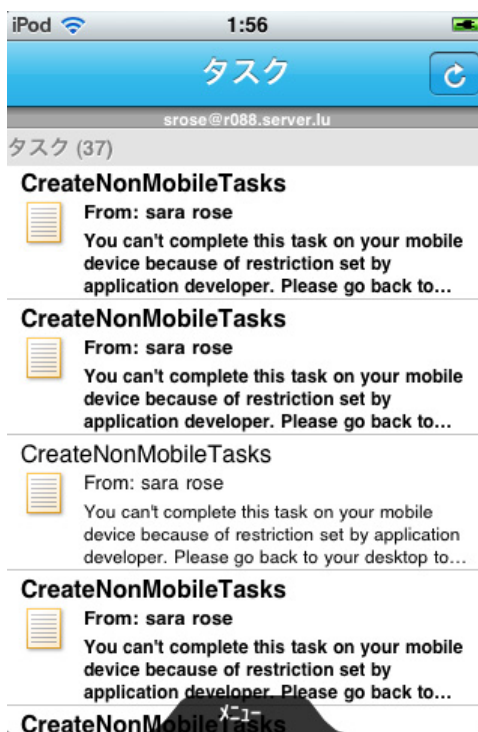 iPod 1:56
タスク
srose@r088.server.lu
タスク (37)
CreateNonMobileTasks
From: sara rose
You can't complete this task on your mobile
device because of restriction set by
application developer. Please go back to...
CreateNonMobileTasks
From: sara rose
You can't complete this task on your mobile
device because of restriction set by
application developer. Please go back to...
CreateNonMobileTasks
From: sara rose
You can't complete this task on your mobile
device because of restriction set by application
developer. Please go back to your desktop to...
CreateNonMobileTasks
From: sara rose
You can't complete this task on your mobile
device because of restriction set by
application developer. Please go back to...
メニュー
CreateNonMobileTasks